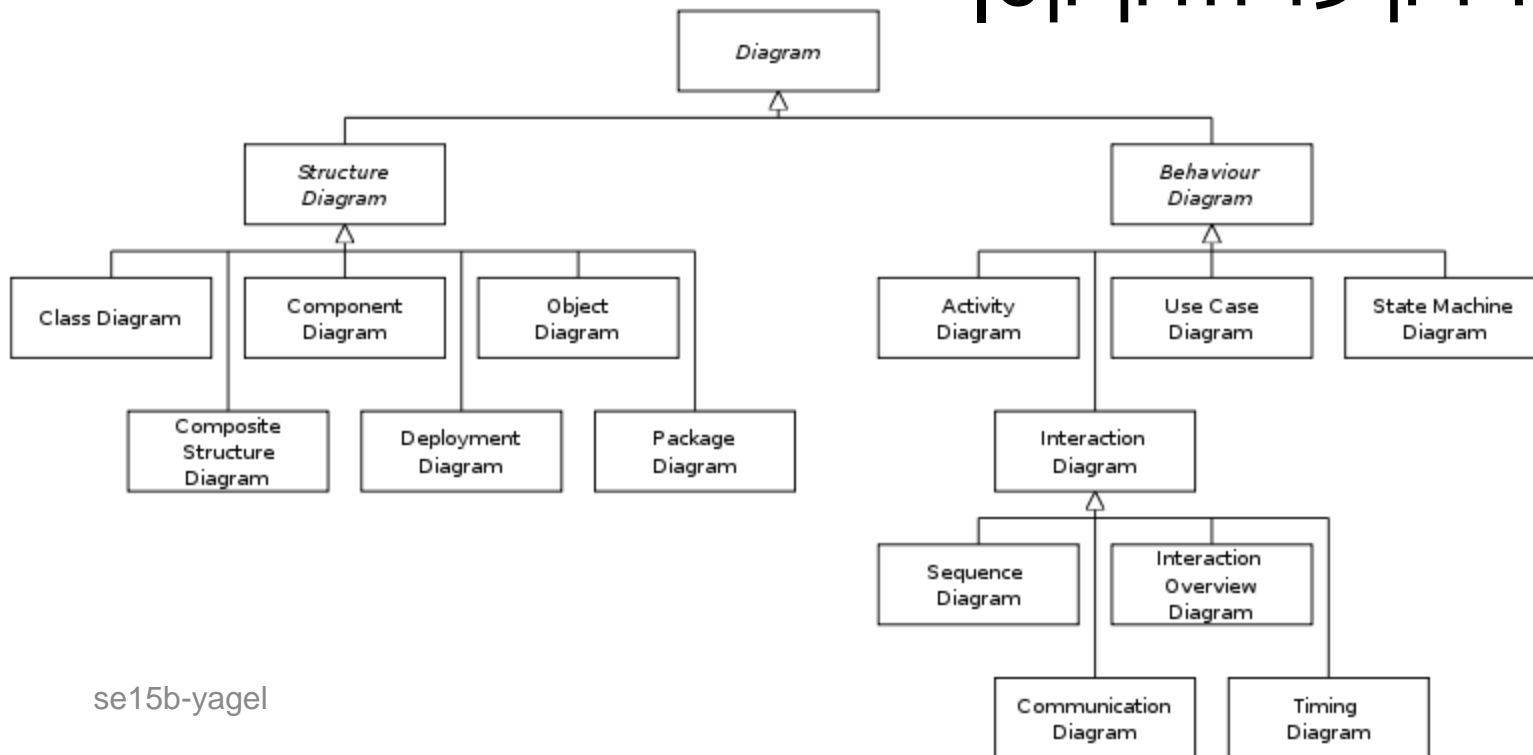 Diagram
Structure
Diagram
Behaviour
Diagram
Class Diagram
Component
Diagram
Object
Diagram
Activity
Diagram
Use Case
Diagram
State Machine
Diagram
Composite
Structure
Diagram
Deployment
Diagram
Package
Diagram
Interaction
Diagram
Sequence
Diagram
Interaction
Overview
Diagram
Communication
Diagram
Timing
Diagram
se15b-yagel